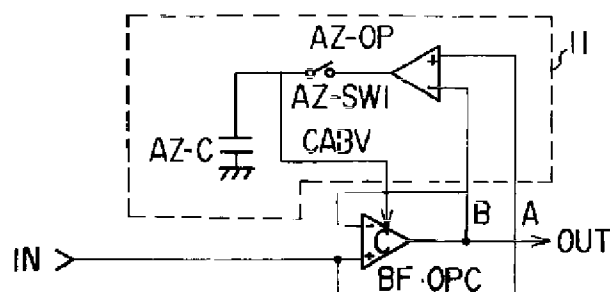 AZ-OP
11
AZ-SW1
AZ-C
CABV
-
+
+
-
B
A
OUT
IN
BF·OPC